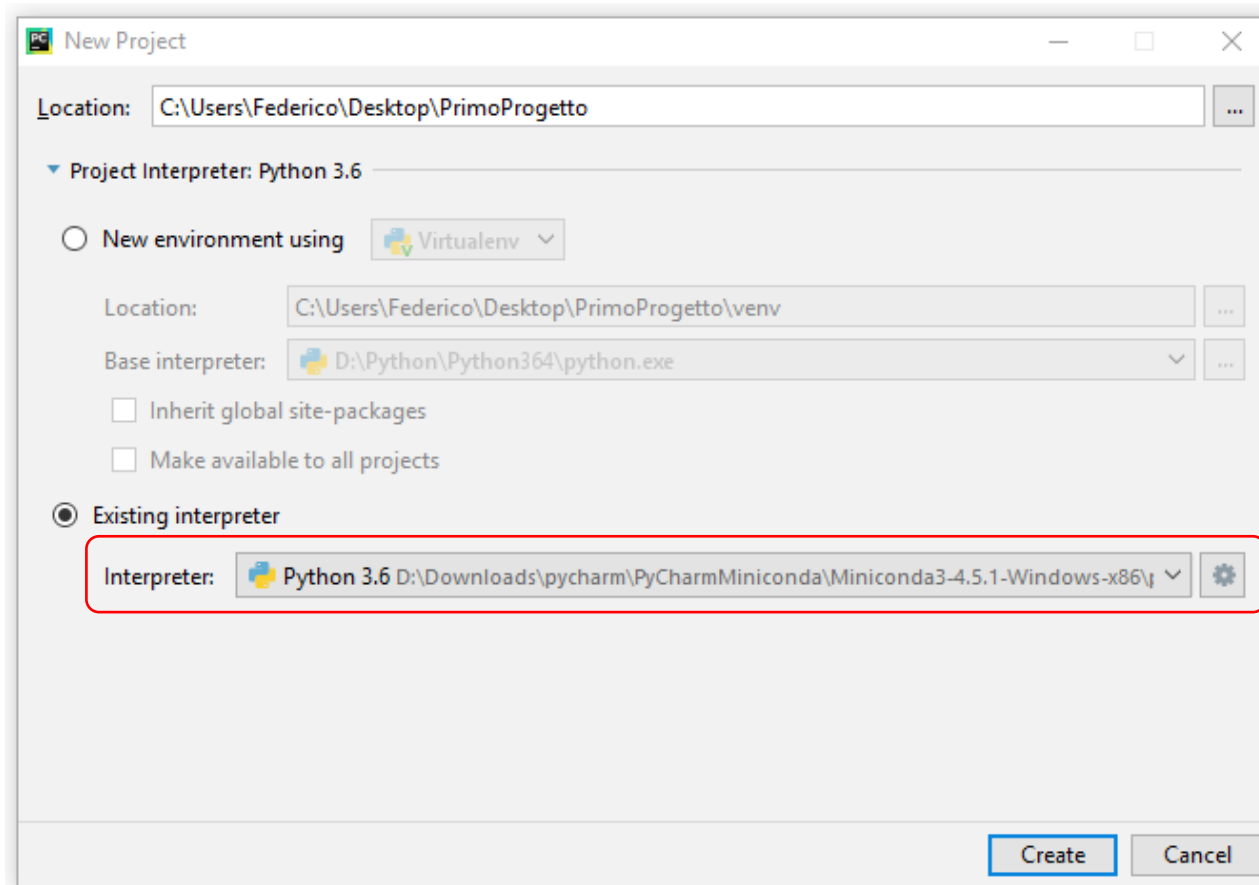 New Project
Location: C:\Users\Federico\Desktop\PrimoProgetto ...
Project Interpreter: Python 3.6
New environment using Virtualenv
Location: C:\Users\Federico\Desktop\PrimoProgetto\venv ...
Base interpreter: D:\Python\Python364\python.exe ...
Inherit global site-packages
Make available to all projects
Existing interpreter
Interpreter: Python 3.6 D:\Downloads\pycharm\PyCharmMiniconda\Miniconda3-4.5.1-Windows-x86\
Create Cancel